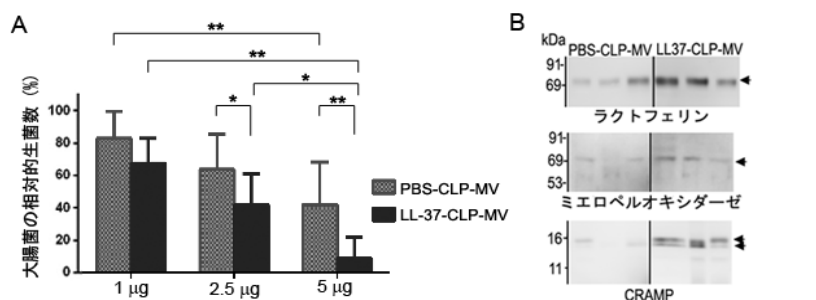 A
**
**
*
*
**
大腸菌の相対的生菌数 (%)
100
80
60
40
20
0
1 μg
2.5 μg
5 μg
PBS-CLP-MV
LL-37-CLP-MV
B
kDa
PBS-CLP-MV LL37-CLP-MV
91-
69-
ラクトフェリン
91-
69-
53-
ミエロペルオキシダーゼ
16-
11-
CRAMP